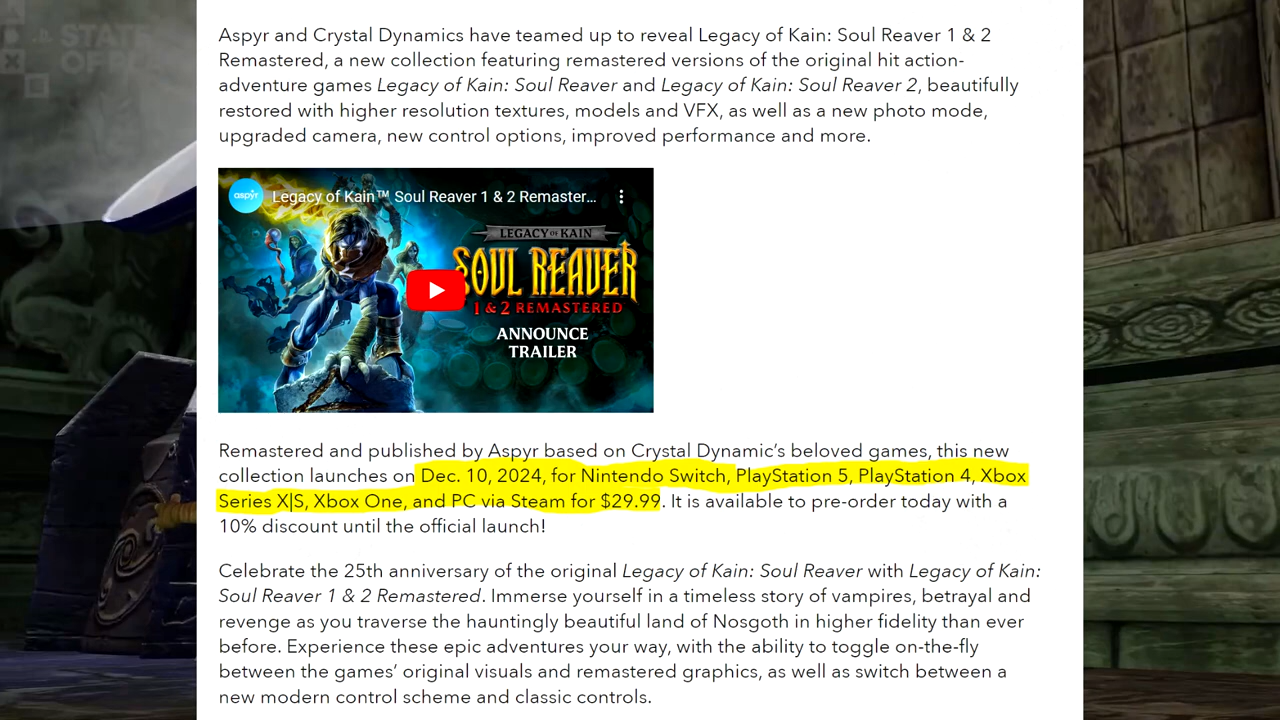 STATE
OF PLAY
Aspyr and Crystal Dynamics have teamed up to reveal Legacy of Kain: Soul Reaver 1 & 2
Remastered, a new collection featuring remastered versions of the original hit action-
adventure games Legacy of Kain: Soul Reaver and Legacy of Kain: Soul Reaver 2, beautifully
restored with higher resolution textures, models and VFX, as well as a new photo mode,
upgraded camera, new control options, improved performance and more.
aspyr
Legacy of Kain™ Soul Reaver 1 & 2 Remaster...
LEGACY OF KAIN
SOUL REAVER
1 & 2 REMASTERED
ANNOUNCE
TRAILER
Remastered and published by Aspyr based on Crystal Dynamic's beloved games, this new
collection launches on Dec. 10, 2024, for Nintendo Switch, PlayStation 5, PlayStation 4, Xbox
Series X|S, Xbox One, and PC via Steam for $29.99. It is available to pre-order today with a
10% discount until the official launch!
Celebrate the 25th anniversary of the original Legacy of Kain: Soul Reaver with Legacy of Kain:
Soul Reaver 1 & 2 Remastered. Immerse yourself in a timeless story of vampires, betrayal and
revenge as you traverse the hauntingly beautiful land of Nosgoth in higher fidelity than ever
before. Experience these epic adventures your way, with the ability to toggle on-the-fly
between the games' original visuals and remastered graphics, as well as switch between a
new modern control scheme and classic controls.